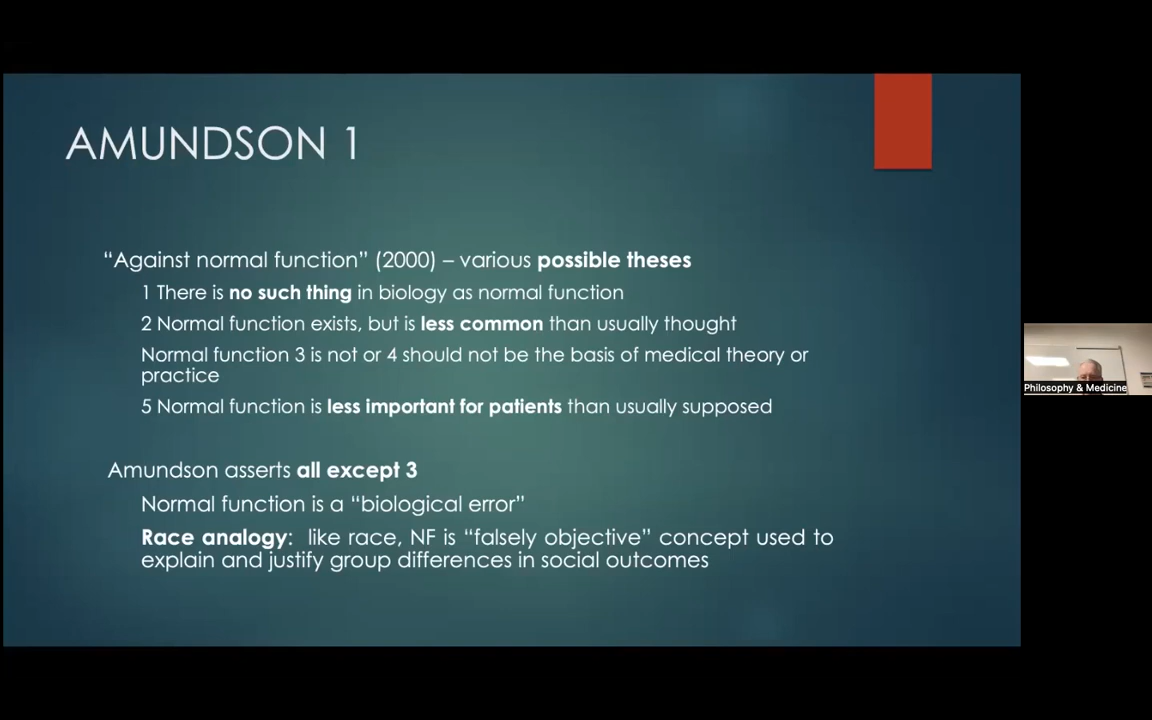 AMUNDSON 1
“Against normal function” (2000) – various possible theses
1 There is no such thing in biology as normal function
2 Normal function exists, but is less common than usually thought
Normal function 3 is not or 4 should not be the basis of medical theory or
practice
5 Normal function is less important for patients than usually supposed
Amundson asserts all except 3
Normal function is a “biological error”
Race analogy: like race, NF is “falsely objective” concept used to
explain and justify group differences in social outcomes
Philosophy & Medicine